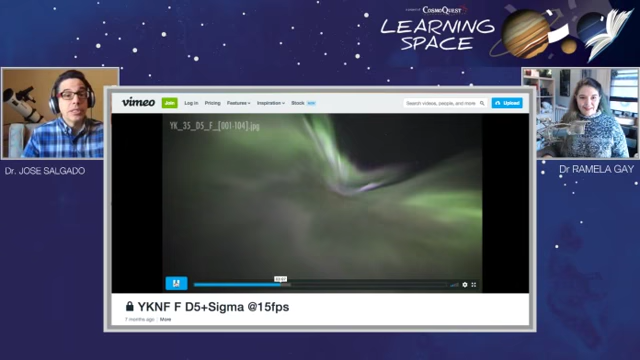 COSMOQUEST
LEARNING
SPACE
vimeo
Join
Log in
Pricing
Features
Inspiration
Stock
Search videos, people, and more
Upload
YK_35_D5_F_[001-104].jpg
Dr. JOSE SALGADO
Dr RAMELA GAY
YKNF F D5+Sigma @15fps
7 months ago
More